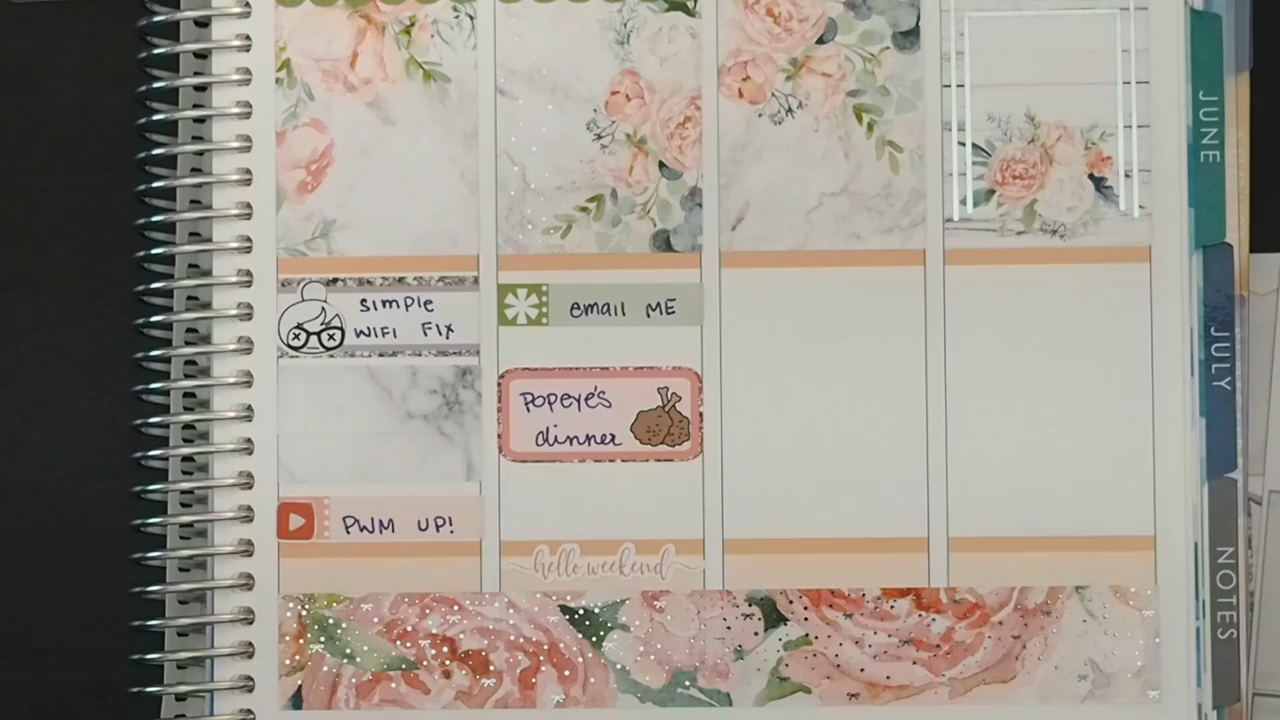 simple
WIFI FIX
email ME
POPEYE'S
dinner
PWM UP!
hello weekend
JUNE
JULY
NOTES